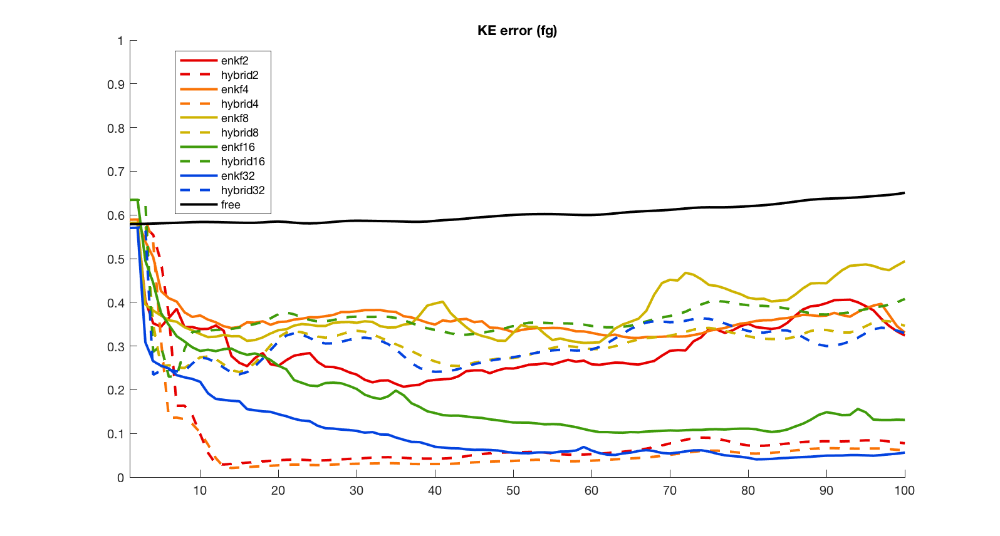 KE error (fg)
1
0.9
0.8
0.7
0.6
0.5
0.4
0.3
0.2
0.1
0
enkf2
hybrid2
enkf4
hybrid4
enkf8
hybrid8
enkf16
hybrid16
enkf32
hybrid32
free
10 20 30 40 50 60 70 80 90 100